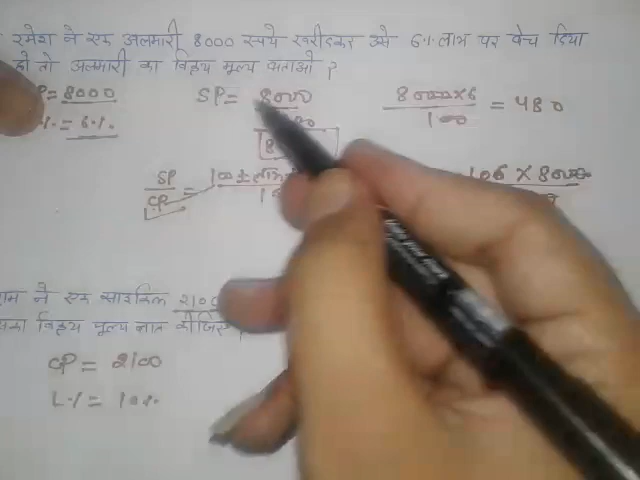 रमेश ने एक अलमारी 8000 रुपये खरीदकर उसे 6% लाभ पर बेच दिया
हो तो अलमारी का विक्रय मूल्य बताओ ?
P = 8000
SP = 8000
8000×6 / 100 = 480
% = 6%
SP / CP = 100 ±
106 × 8000
ने एक साइकिल 2100
विक्रय मूल्य ज्ञात कीजिए
CP = 2100
L% = 10%